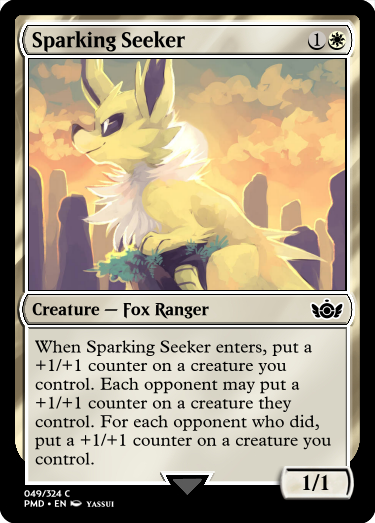 Sparking Seeker 1
Creature — Fox Ranger
When Sparking Seeker enters, put a
+1/+1 counter on a creature you
control. Each opponent may put a
+1/+1 counter on a creature they
control. For each opponent who did,
put a +1/+1 counter on a creature you
control.
1/1
049/324 C
PMD • EN YASSUI